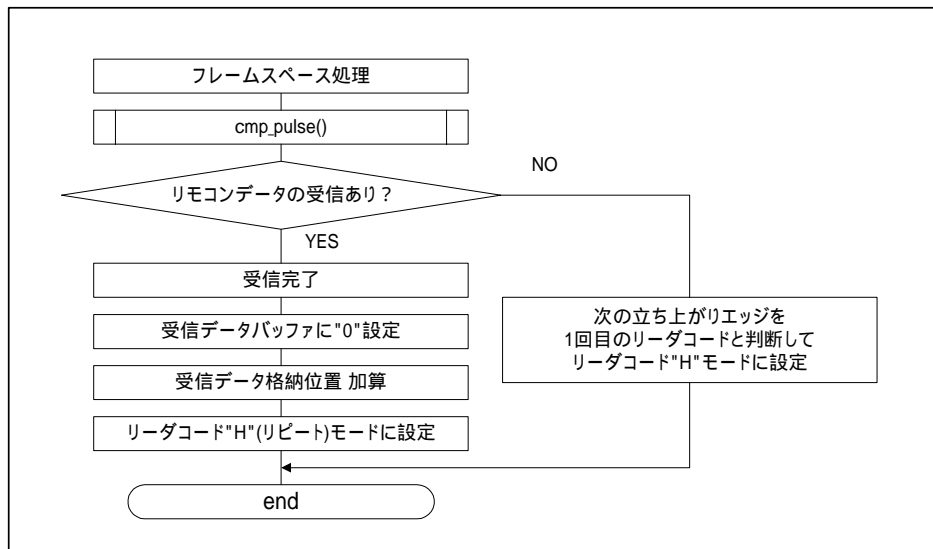 フレームスペース処理
cmp_pulse()
リモコンデータの受信あり?
NO
YES
受信完了
受信データバッファに"0"設定
受信データ格納位置 加算
リーダコード"H"(リピート)モードに設定
次の立ち上がりエッジを
1回目のリーダコードと判断して
リーダコード"H"モードに設定
end